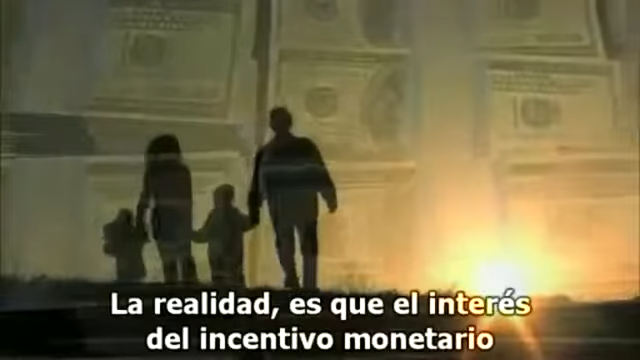 La realidad, es que el interés
del incentivo monetario